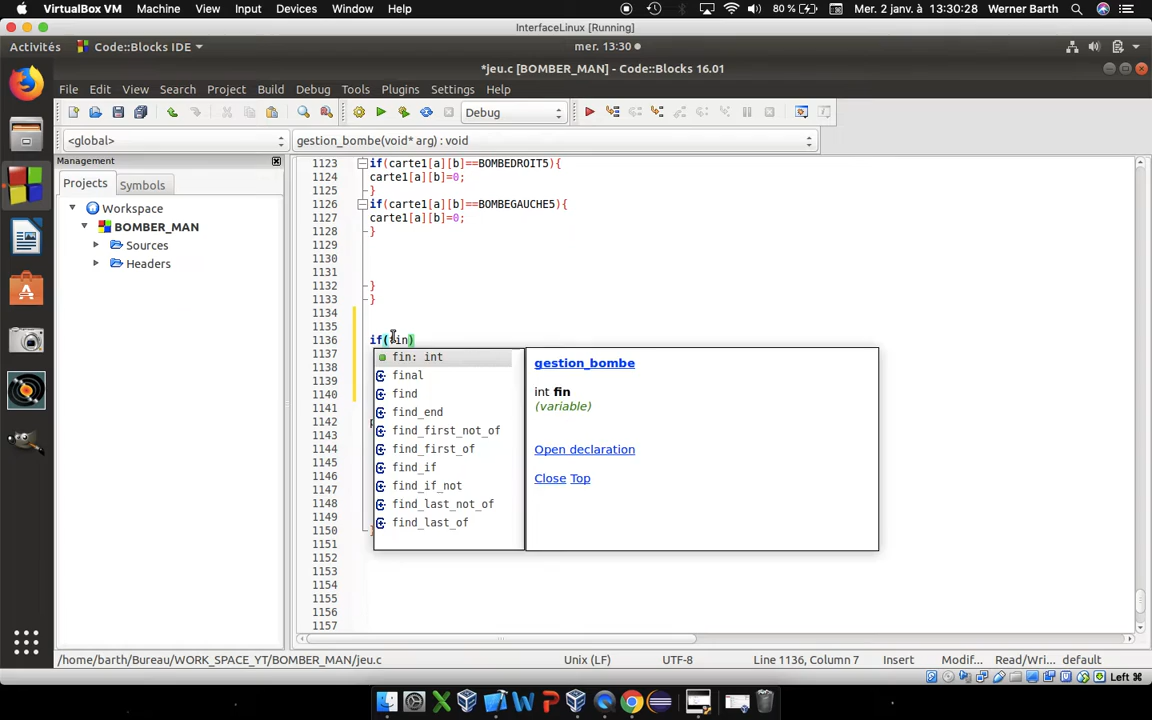 VirtualBox VM Machine View Input Devices Window Help 80 % Mer. 2 janv. à 13:30:28 Werner Barth
InterfaceLinux [Running]
Activités Code::Blocks IDE mer. 13:30
*jeu.c [BOMBER_MAN] - Code::Blocks 16.01
File Edit View Search Project Build Debug Tools Plugins Settings Help
Debug
<global> gestion_bombe(void* arg) : void
Management
Projects Symbols
Workspace
BOMBER_MAN
Sources
Headers
1123 if(carte1[a][b]==BOMBEDROIT5){
1124 carte1[a][b]=0;
1125 }
1126 if(carte1[a][b]==BOMBEGAUCHE5){
1127 carte1[a][b]=0;
1128 }
1129
1130
1131
1132 }
1133 }
1134
1135
1136 if(fin)
1137
1138
1139
1140
1141
1142 p
1143
1144
1145
1146
1147
1148
1149
1150 }
1151
1152
1153
1154
1155
1156
1157
fin: int
final
find
find_end
find_first_not_of
find_first_of
find_if
find_if_not
find_last_not_of
find_last_of
gestion_bombe
int fin
(variable)
Open declaration
Close Top
/home/barth/Bureau/WORK_SPACE_YT/BOMBER_MAN/jeu.c Unix (LF) UTF-8 Line 1136, Column 7 Insert Modif... Read/Wri... default
Left ⌘